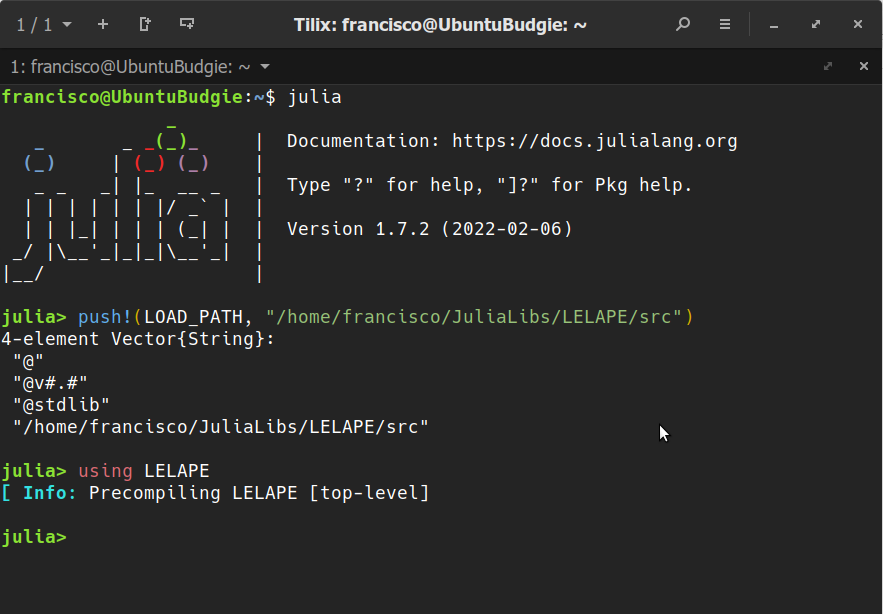 1 / 1
Tilix: francisco@UbuntuBudgie: ~
1: francisco@UbuntuBudgie: ~
francisco@UbuntuBudgie:~$ julia
               _
   _       _ _(_)_     |  Documentation: https://docs.julialang.org
  (_)     | (_) (_)    |
   _ _   _| |_  __ _   |  Type "?" for help, "]?" for Pkg help.
  | | | | | | |/ _` |  |
  | | |_| | | | (_| |  |  Version 1.7.2 (2022-02-06)
 _/ |\__'_|_|_|\__'_|  |
|__/                   |
julia> push!(LOAD_PATH, "/home/francisco/JuliaLibs/LELAPE/src")
4-element Vector{String}:
 "@"
 "@v#.#"
 "@stdlib"
 "/home/francisco/JuliaLibs/LELAPE/src"
julia> using LELAPE
[ Info: Precompiling LELAPE [top-level]
julia>